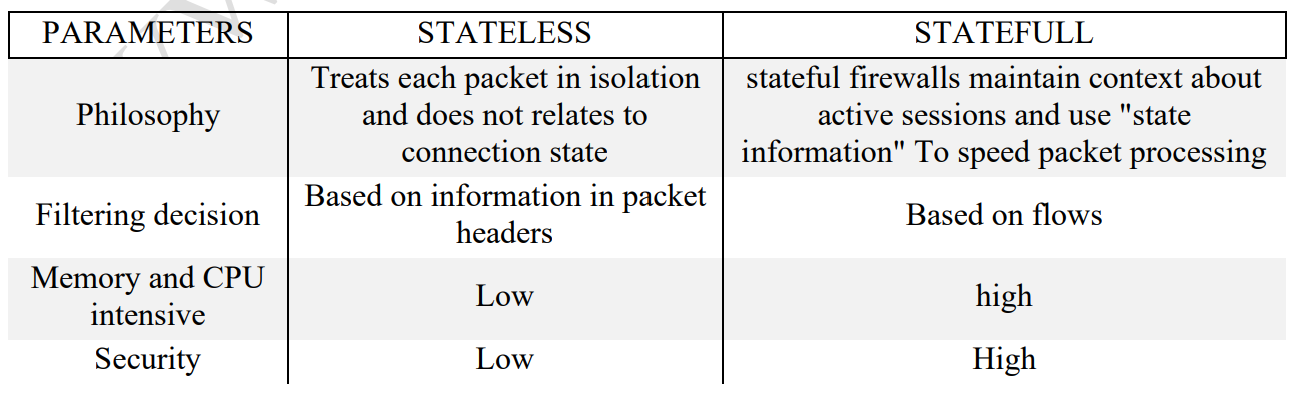 PARAMETERS STATELESS STATEFULL
Philosophy
Treats each packet in isolation
and does not relates to
connection state
stateful firewalls maintain context about
active sessions and use "state
information" To speed packet processing
Filtering decision
Based on information in packet
headers
Based on flows
Memory and CPU
intensive
Low
high
Security
Low
High